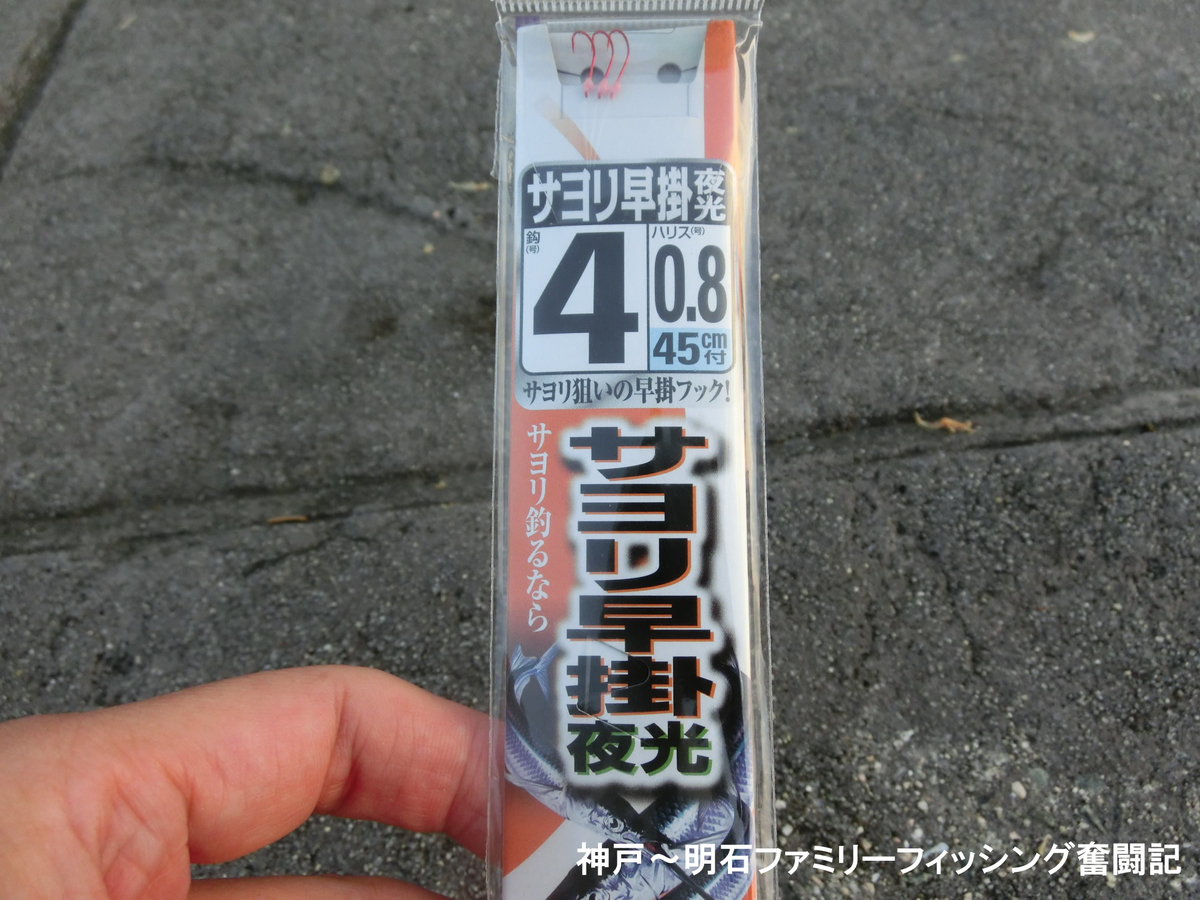 サヨリ早掛夜光
鈎(号)
4
ハリス(号)
0.8
45cm付
サヨリ狙いの早掛フック!
サヨリ釣るなら
サヨリ早掛
夜光
神戸～明石ファミリーフィッシング奮闘記